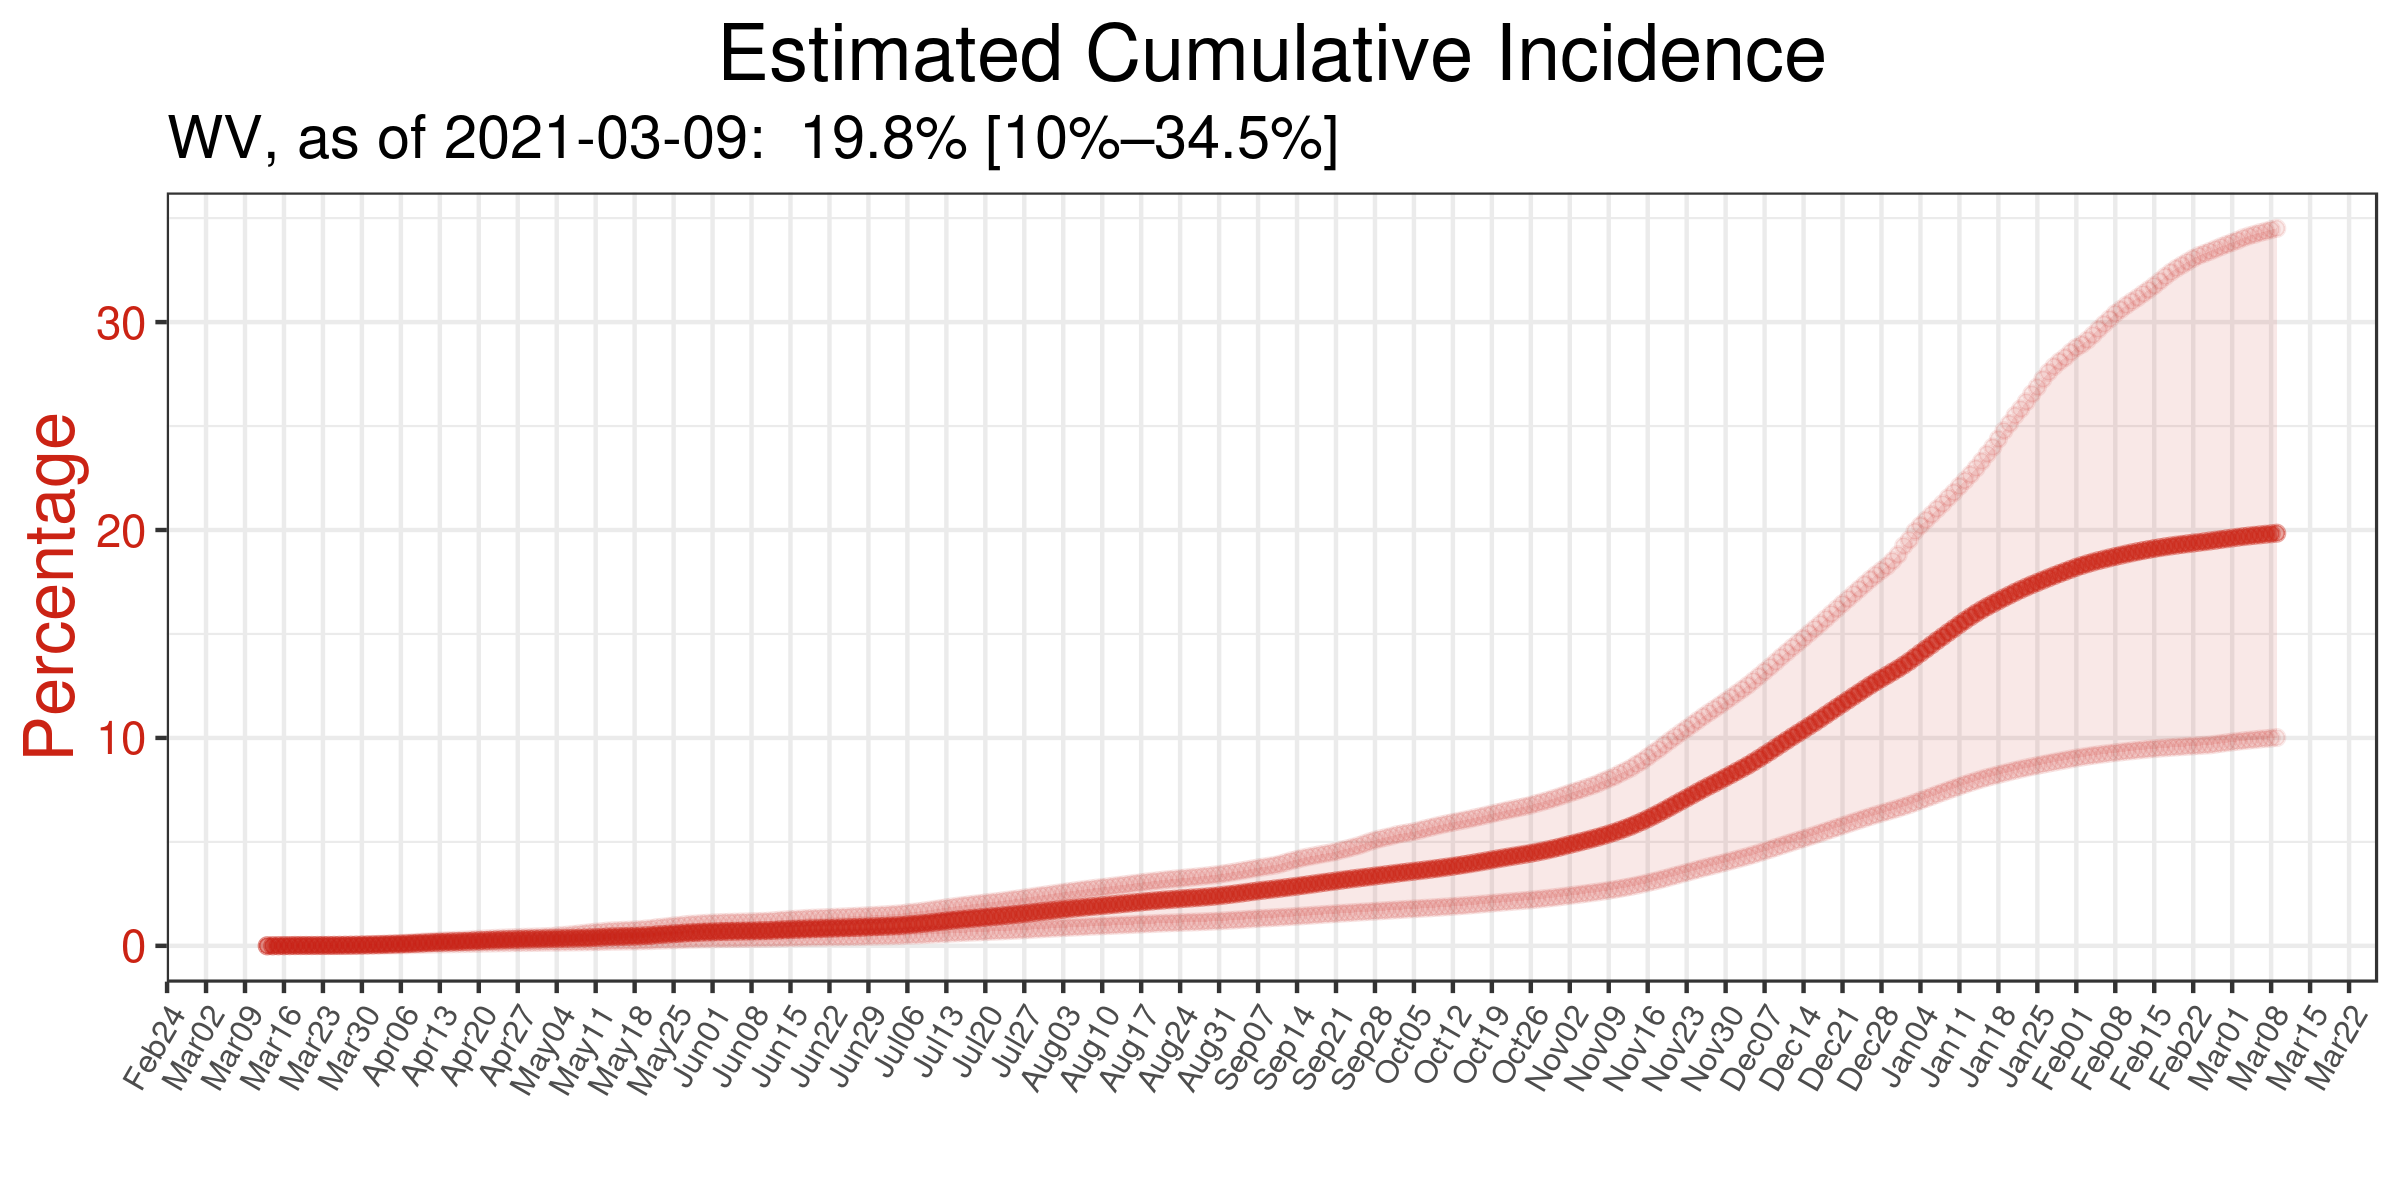 Estimated Cumulative Incidence
WV, as of 2021-03-09:  19.8% [10%–34.5%]
Percentage
30
20
10
0
Feb24
Mar02
Mar09
Mar16
Mar23
Mar30
Apr06
Apr13
Apr20
Apr27
May04
May11
May18
May25
Jun01
Jun08
Jun15
Jun22
Jun29
Jul06
Jul13
Jul20
Jul27
Aug03
Aug10
Aug17
Aug24
Aug31
Sep07
Sep14
Sep21
Sep28
Oct05
Oct12
Oct19
Oct26
Nov02
Nov09
Nov16
Nov23
Nov30
Dec07
Dec14
Dec21
Dec28
Jan04
Jan11
Jan18
Jan25
Feb01
Feb08
Feb15
Feb22
Mar01
Mar08
Mar15
Mar22